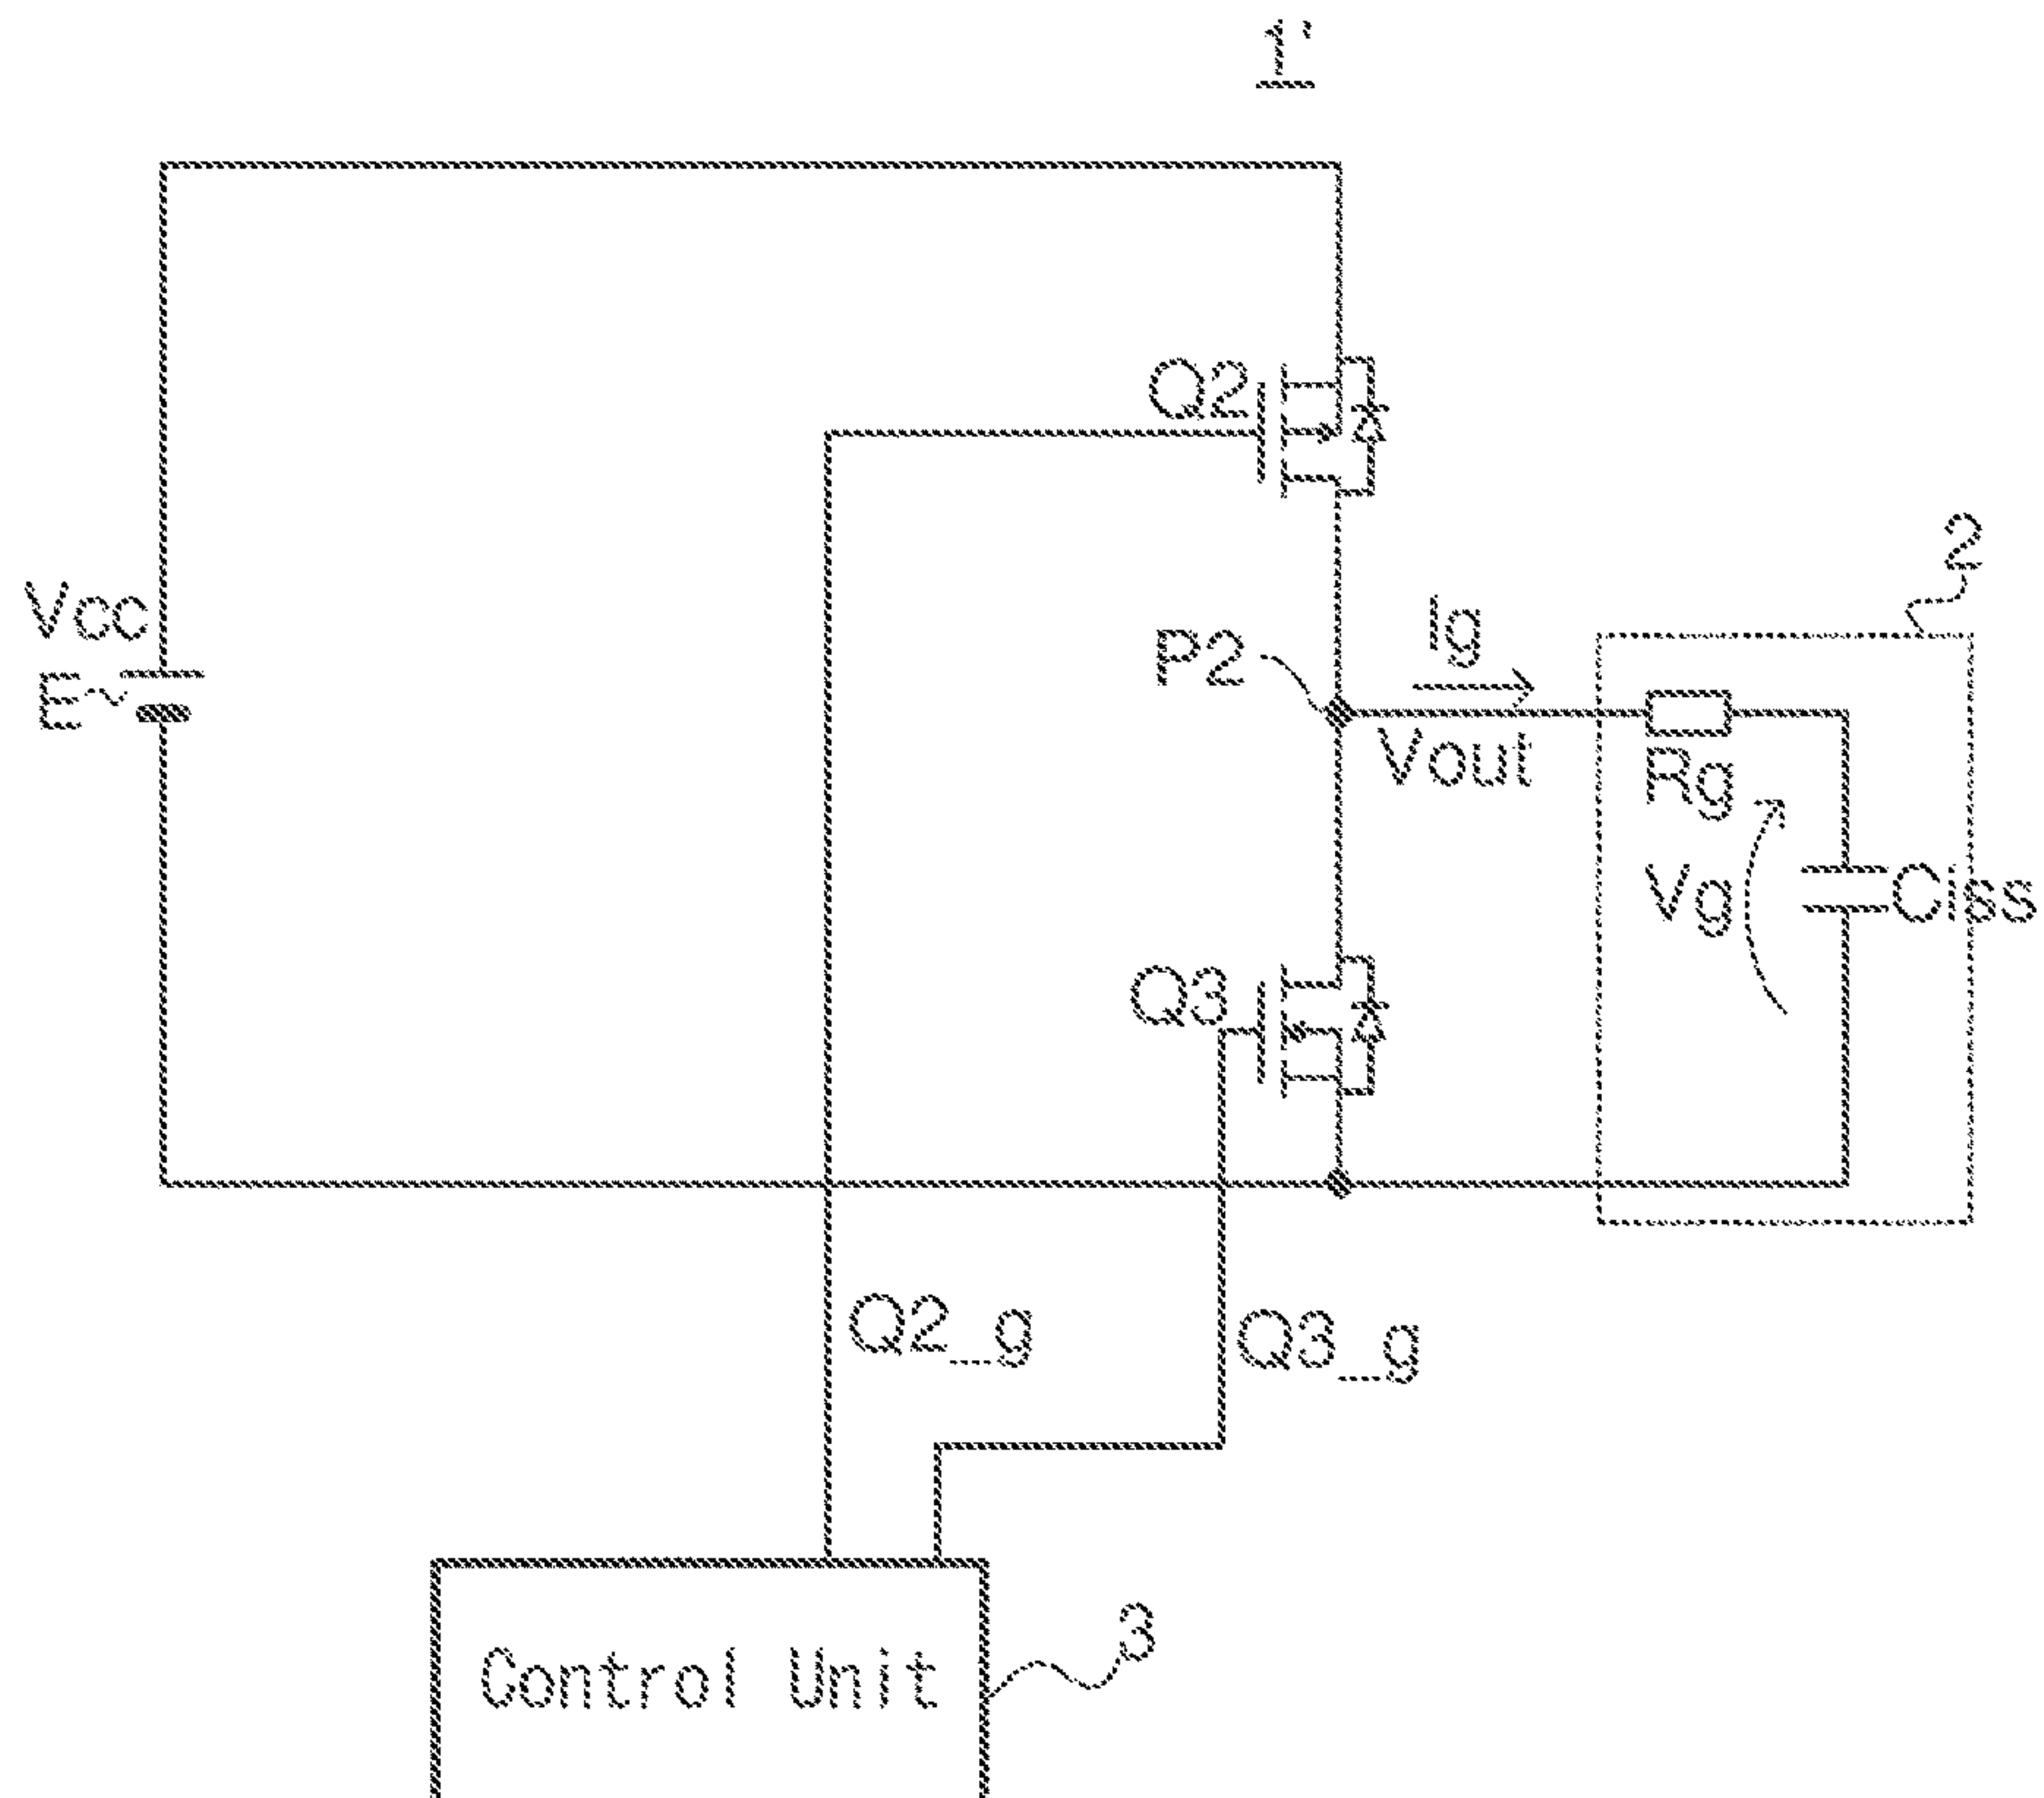 1'
Q2
2
Vcc
Ig
P2
E
Vout
Rg
Vg
Ciss
Q3
Q2_g
Q3_g
3
Control Unit